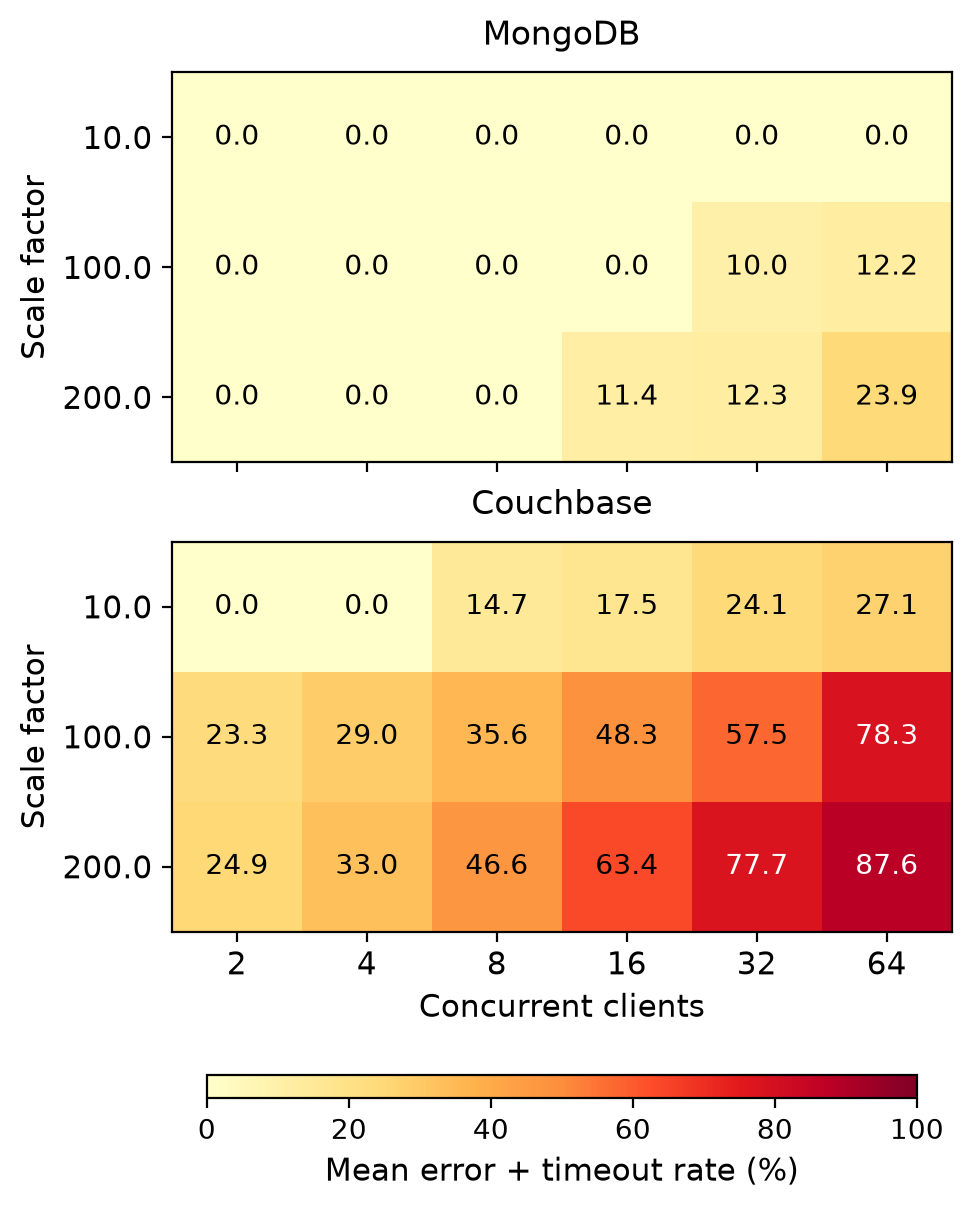 MongoDB
Scale factor
10.0 0.0 0.0 0.0 0.0 0.0 0.0
100.0 0.0 0.0 0.0 0.0 10.0 12.2
200.0 0.0 0.0 0.0 11.4 12.3 23.9
Couchbase
Scale factor
10.0 0.0 0.0 14.7 17.5 24.1 27.1
100.0 23.3 29.0 35.6 48.3 57.5 78.3
200.0 24.9 33.0 46.6 63.4 77.7 87.6
2 4 8 16 32 64
Concurrent clients
0 20 40 60 80 100
Mean error + timeout rate (%)